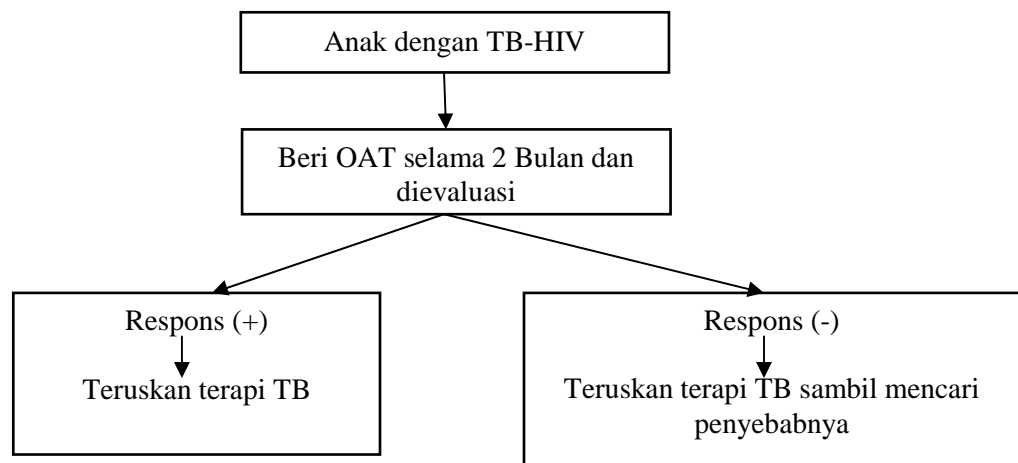 Anak dengan TB-HIV
Beri OAT selama 2 Bulan dan
dievaluasi
Respons (+)
Teruskan terapi TB
Respons (-)
Teruskan terapi TB sambil mencari
penyebabnya